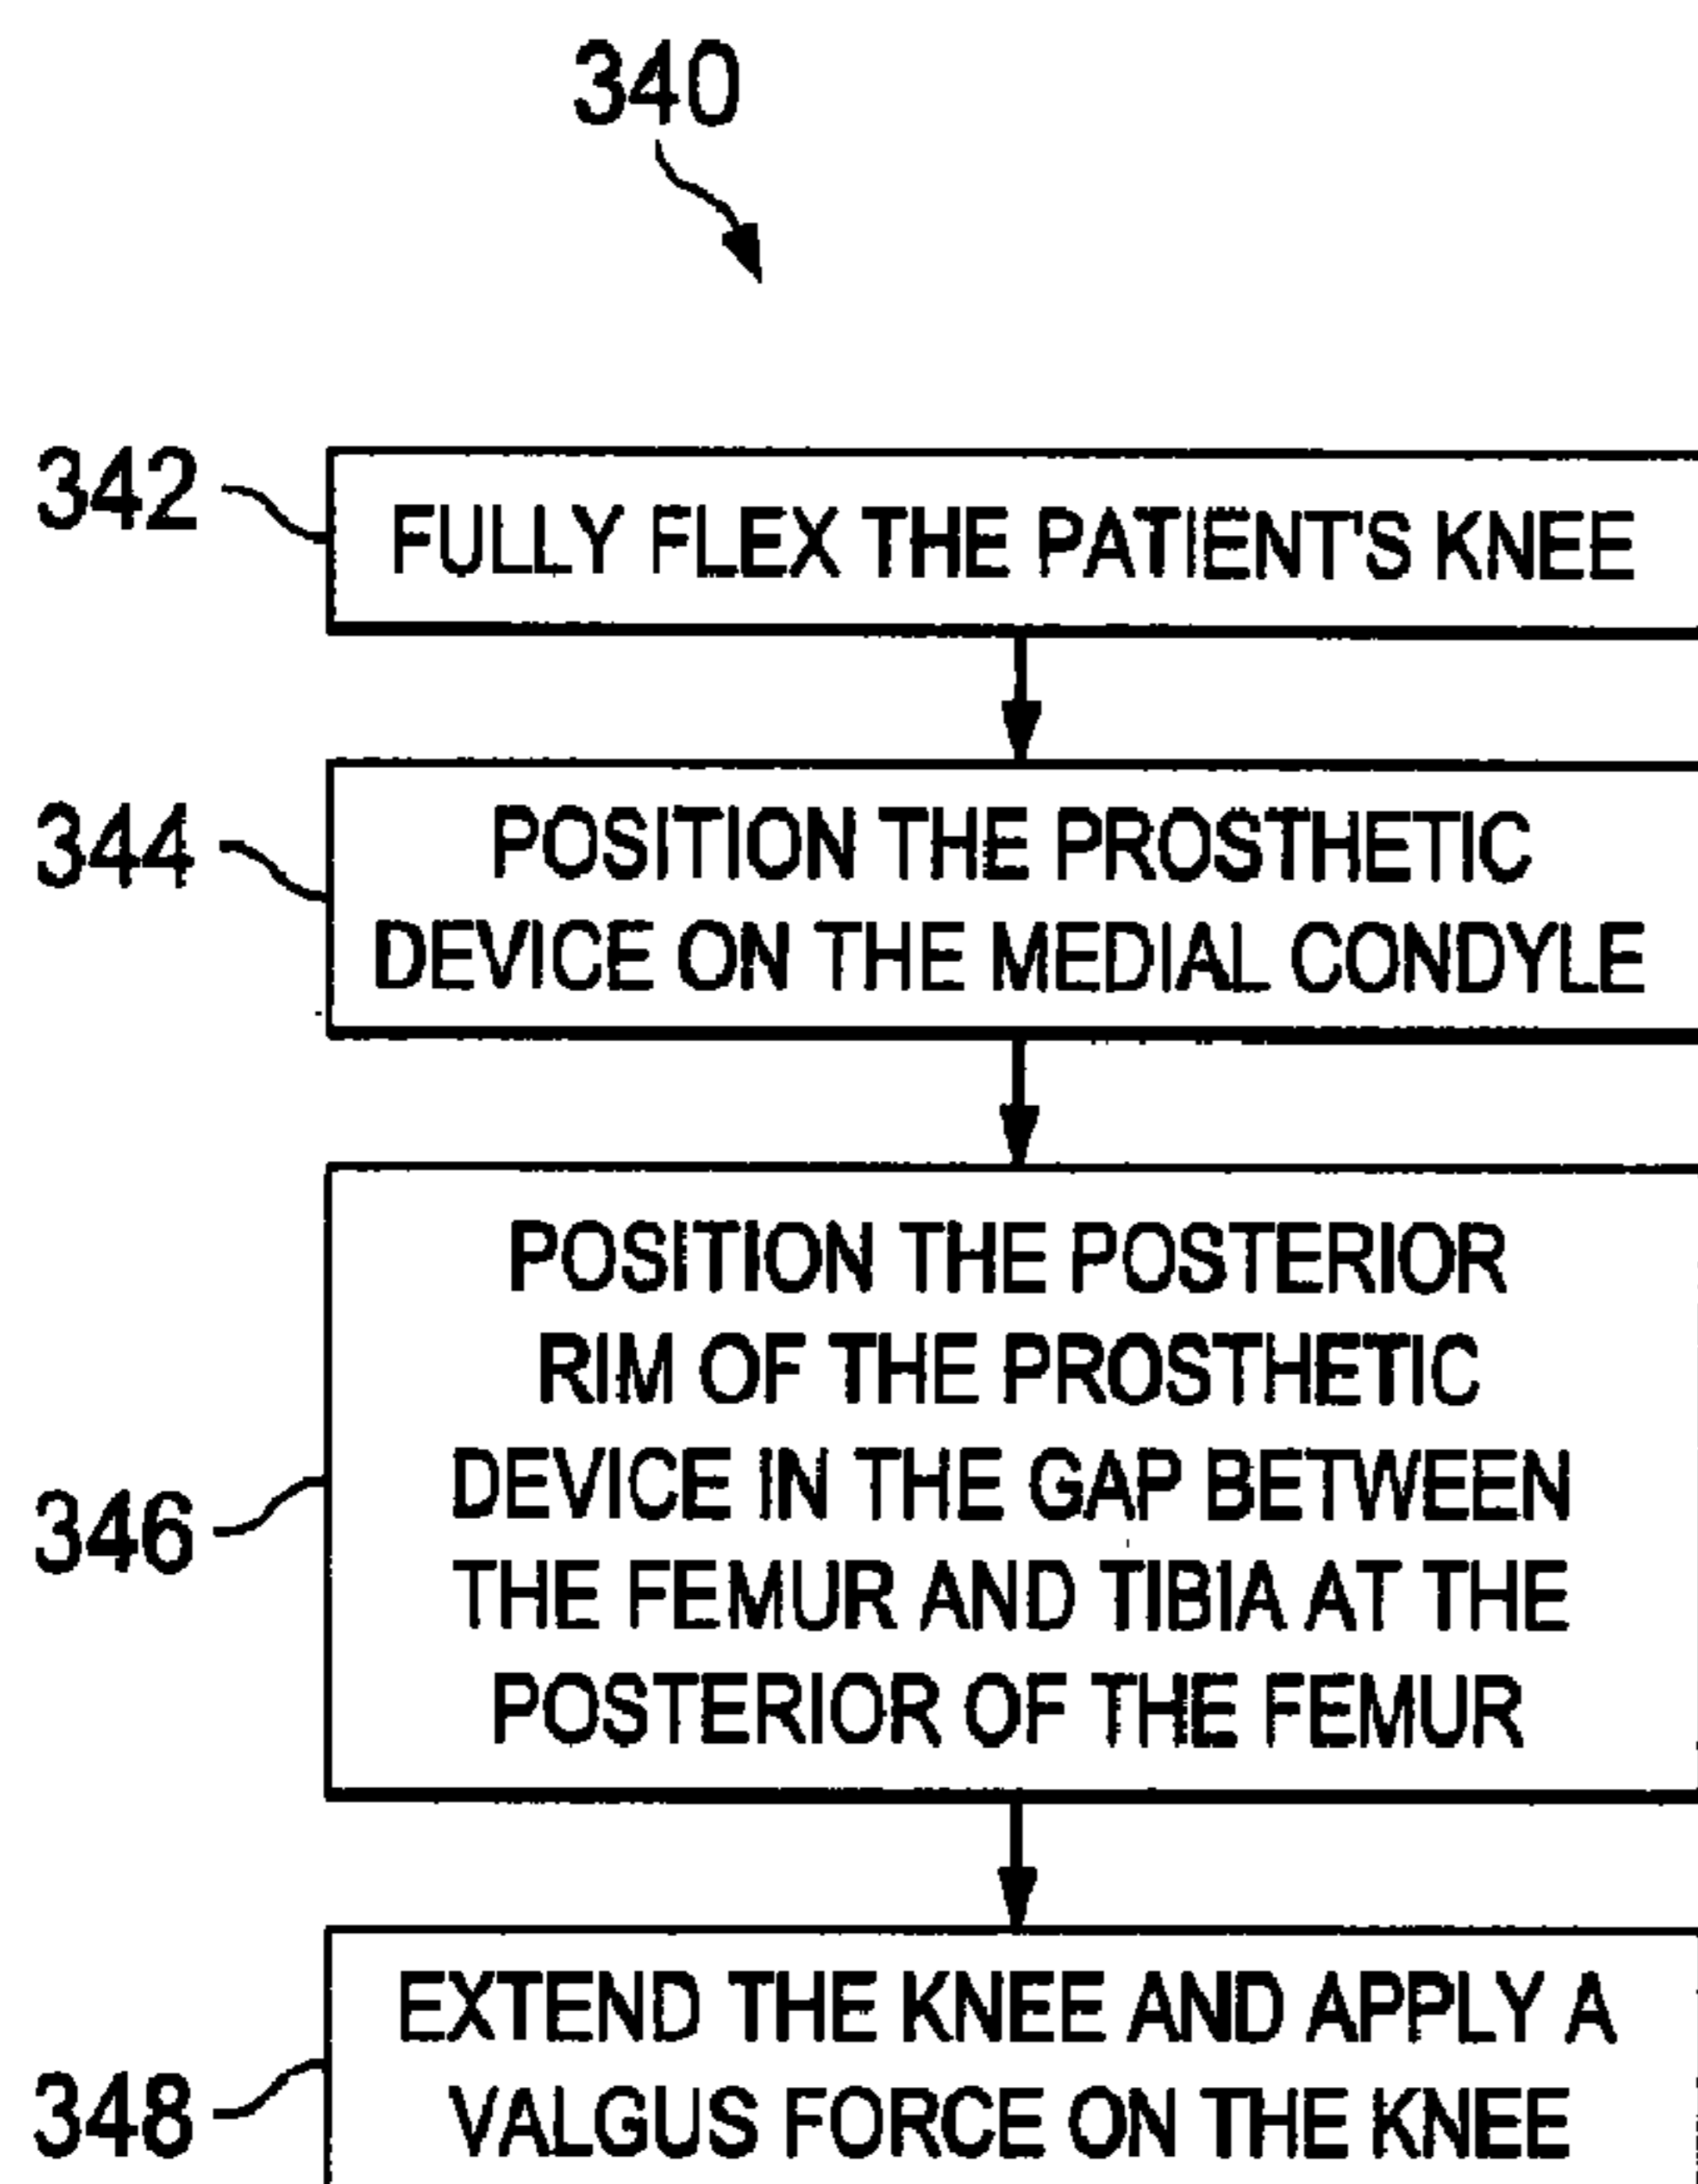 340
342
FULLY FLEX THE PATIENT'S KNEE
344
POSITION THE PROSTHETIC
DEVICE ON THE MEDIAL CONDYLE
346
POSITION THE POSTERIOR
RIM OF THE PROSTHETIC
DEVICE IN THE GAP BETWEEN
THE FEMUR AND TIBIA AT THE
POSTERIOR OF THE FEMUR
348
EXTEND THE KNEE AND APPLY A
VALGUS FORCE ON THE KNEE